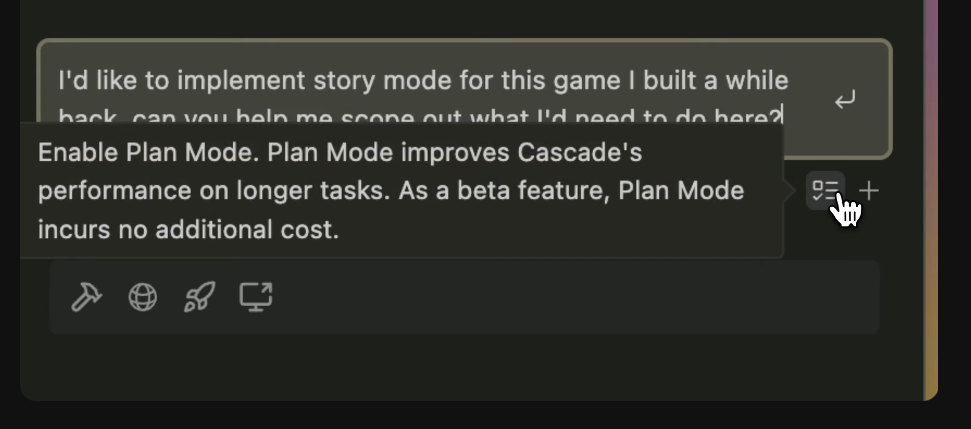 I'd like to implement story mode for this game I built a while
back, can you help me scope out what I'd need to do here?
Enable Plan Mode. Plan Mode improves Cascade's
performance on longer tasks. As a beta feature, Plan Mode
incurs no additional cost.